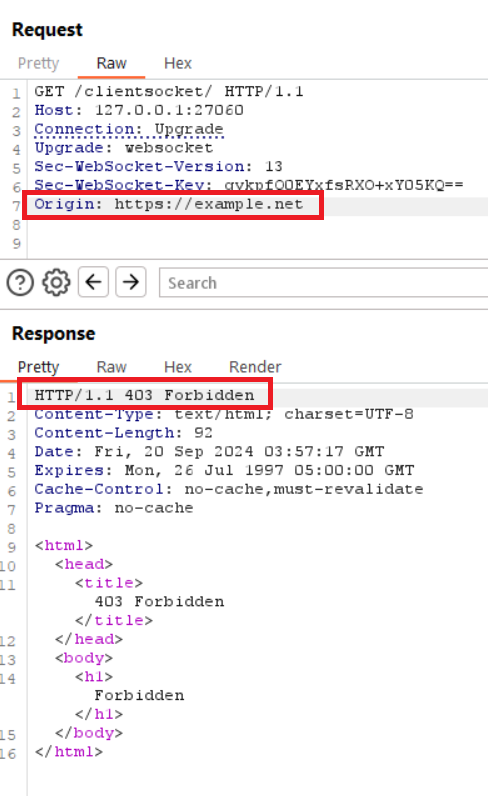 Request
Pretty Raw Hex
1 GET /clientsocket/ HTTP/1.1
2 Host: 127.0.0.1:27060
3 Connection: Upgrade
4 Upgrade: websocket
5 Sec-WebSocket-Version: 13
6 Sec-WebSocket-Key:
7 Origin: https://example.net
8
9
Search
Response
Pretty Raw Hex Render
1 HTTP/1.1 403 Forbidden
2 Content-Type: text/html; charset=UTF-8
3 Content-Length: 92
4 Date: Fri, 20 Sep 2024 03:57:17 GMT
5 Expires: Mon, 26 Jul 1997 05:00:00 GMT
6 Cache-Control: no-cache,must-revalidate
7 Pragma: no-cache
8
9 <html>
10 <head>
11 <title>
403 Forbidden
</title>
12 </head>
13 <body>
14 <h1>
Forbidden
</h1>
15 </body>
16 </html>